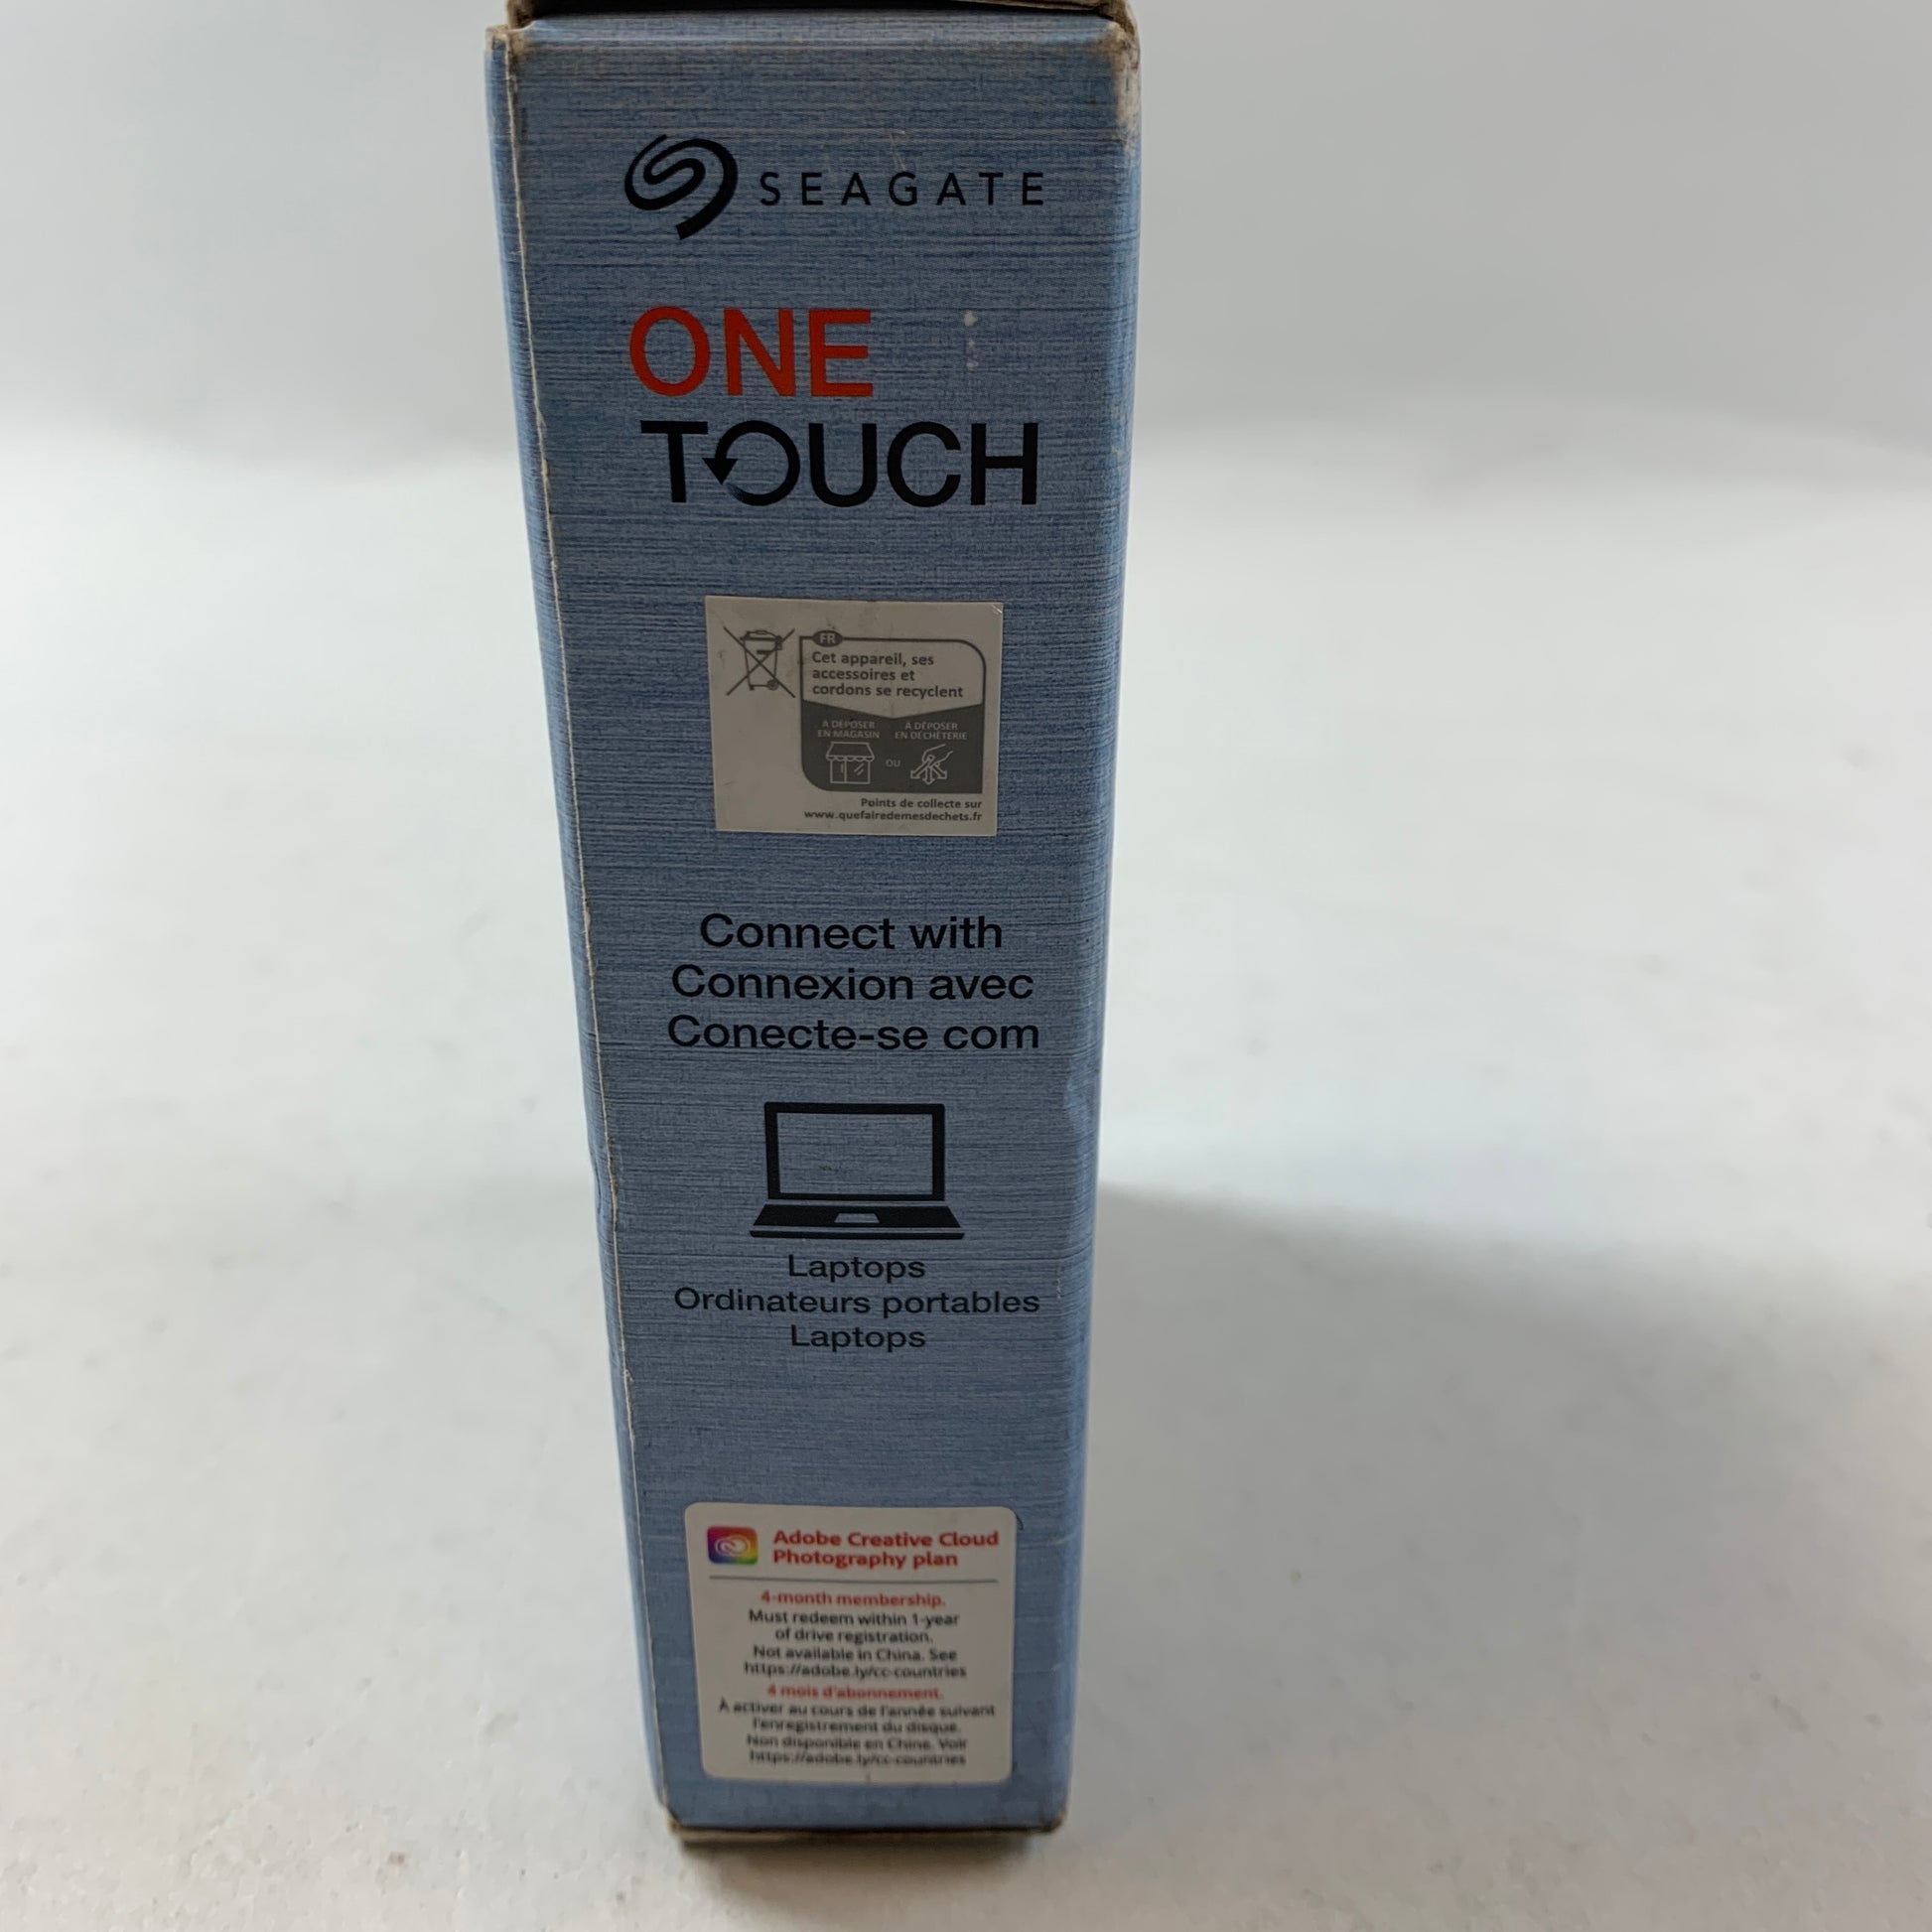 SEAGATE
ONE
TOUCH
FR
Cet appareil, ses
accessoires et
cordons se recyclent
À DÉPOSER
EN MAGASIN
OU
À DÉPOSER
EN DÉCHÈTERIE
Points de collecte sur
www.quefairedemesdechets.fr
Connect with
Connexion avec
Conecte-se com
Laptops
Ordinateurs portables
Laptops
Adobe Creative Cloud
Photography plan
4-month membership.
Must redeem within 1-year
of drive registration.
Not available in China. See
https://adobe.ly/cc-countries
4 mois d'abonnement.
À activer au cours de l'année suivant
l'enregistrement du disque.
Non disponible en Chine. Voir
https://adobe.ly/cc-countries